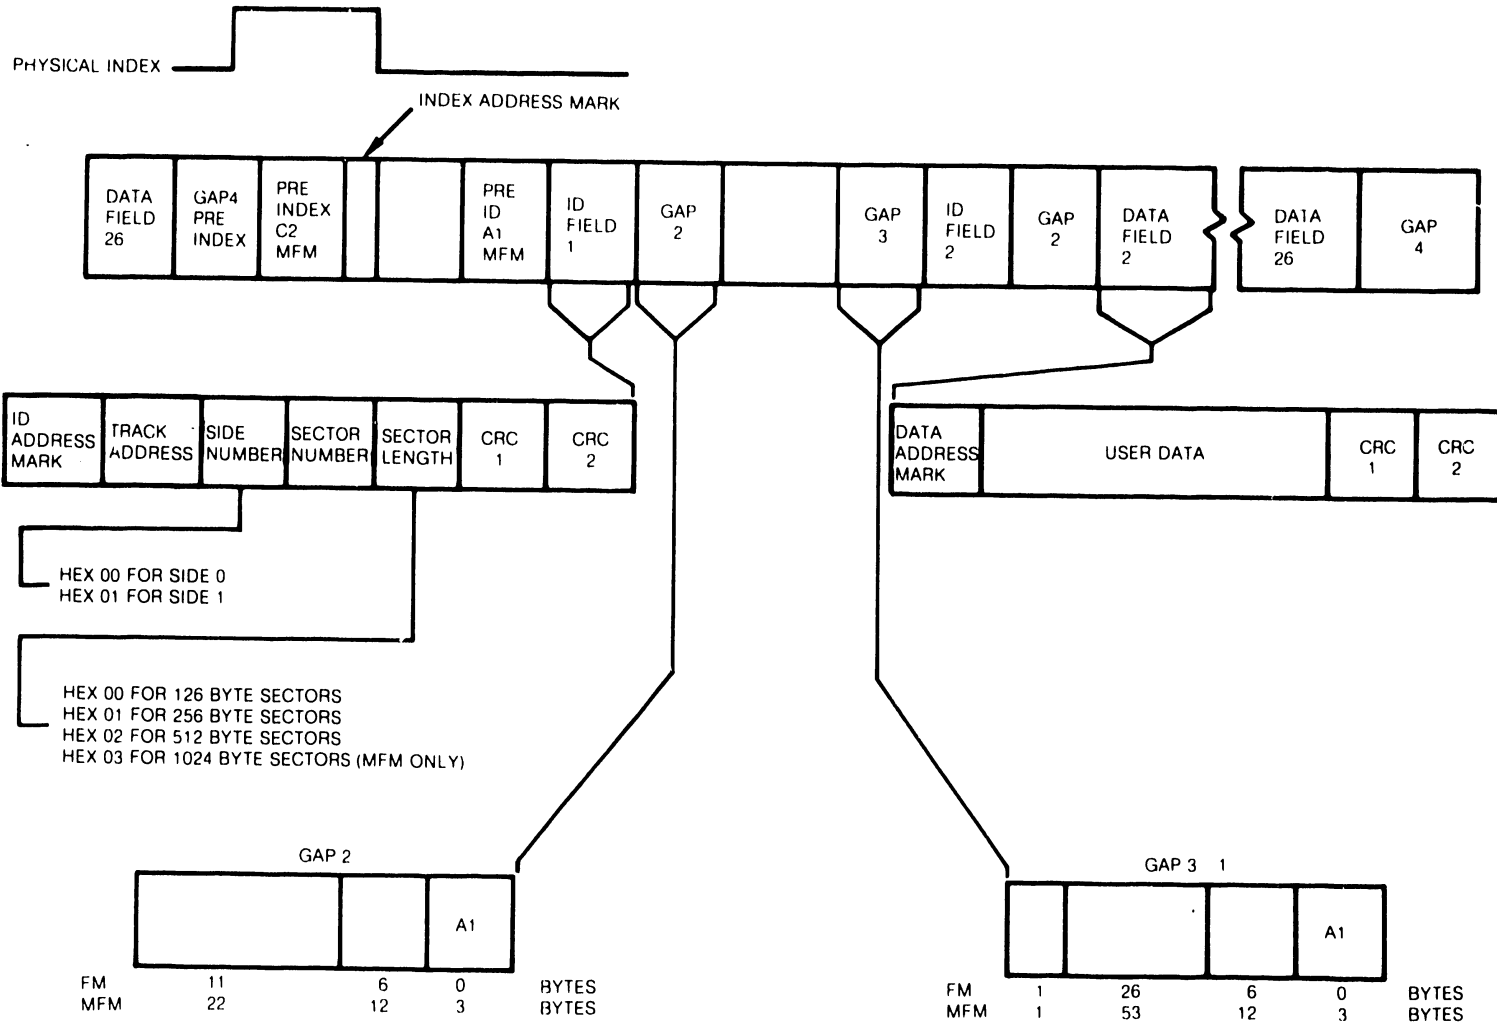 PHYSICAL INDEX
INDEX ADDRESS MARK
DATA
FIELD
26
GAP4
PRE
INDEX
PRE
INDEX
C2
MFM
PRE
ID
A1
MFM
ID
FIELD
1
GAP
2
GAP
3
ID
FIELD
2
GAP
2
DATA
FIELD
2
DATA
FIELD
26
GAP
4
ID
ADDRESS
MARK
TRACK
ADDRESS
SIDE
NUMBER
SECTOR
NUMBER
SECTOR
LENGTH
CRC
1
CRC
2
DATA
ADDRESS
MARK
USER DATA
CRC
1
CRC
2
HEX 00 FOR SIDE 0
HEX 01 FOR SIDE 1
HEX 00 FOR 126 BYTE SECTORS
HEX 01 FOR 256 BYTE SECTORS
HEX 02 FOR 512 BYTE SECTORS
HEX 03 FOR 1024 BYTE SECTORS (MFM ONLY)
GAP 2
A1
FM 11 6 0 BYTES
MFM 22 12 3 BYTES
GAP 3 1
A1
FM 1 26 6 0 BYTES
MFM 1 53 12 3 BYTES